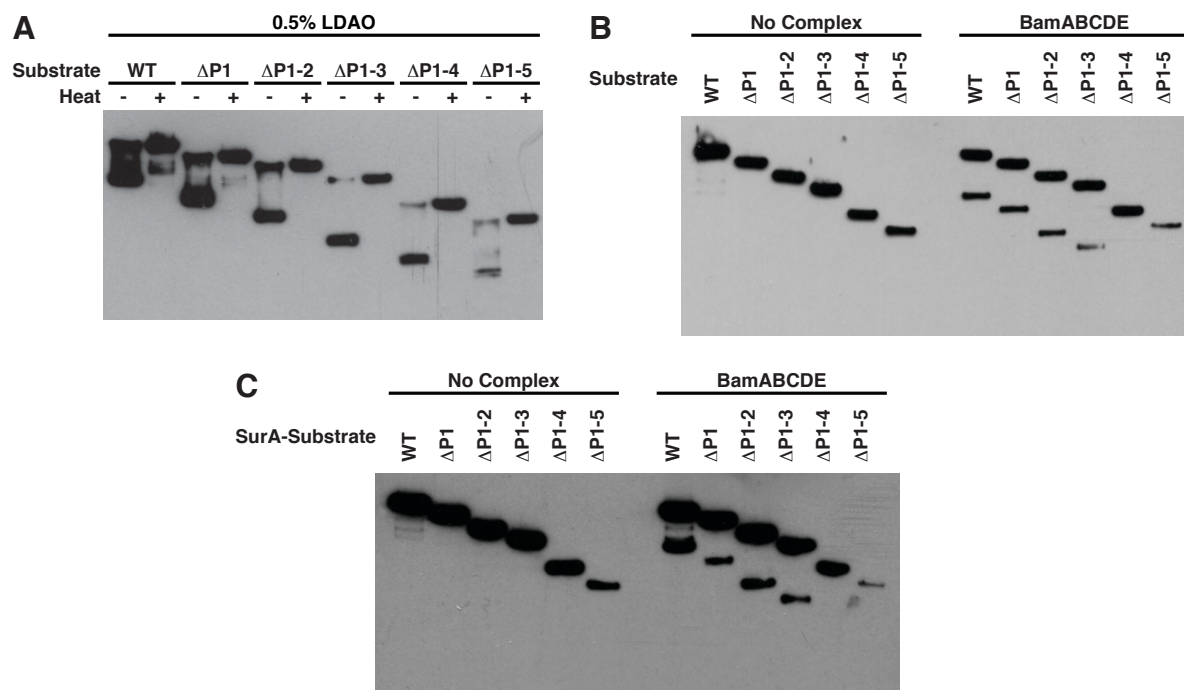 A
0.5% LDAO
Substrate WT ΔP1 ΔP1-2 ΔP1-3 ΔP1-4 ΔP1-5
Heat - + - + - + - + - + - +
B
No Complex BamABCDE
Substrate WT ΔP1 ΔP1-2 ΔP1-3 ΔP1-4 ΔP1-5 WT ΔP1 ΔP1-2 ΔP1-3 ΔP1-4 ΔP1-5
C
No Complex BamABCDE
SurA-Substrate WT ΔP1 ΔP1-2 ΔP1-3 ΔP1-4 ΔP1-5 WT ΔP1 ΔP1-2 ΔP1-3 ΔP1-4 ΔP1-5